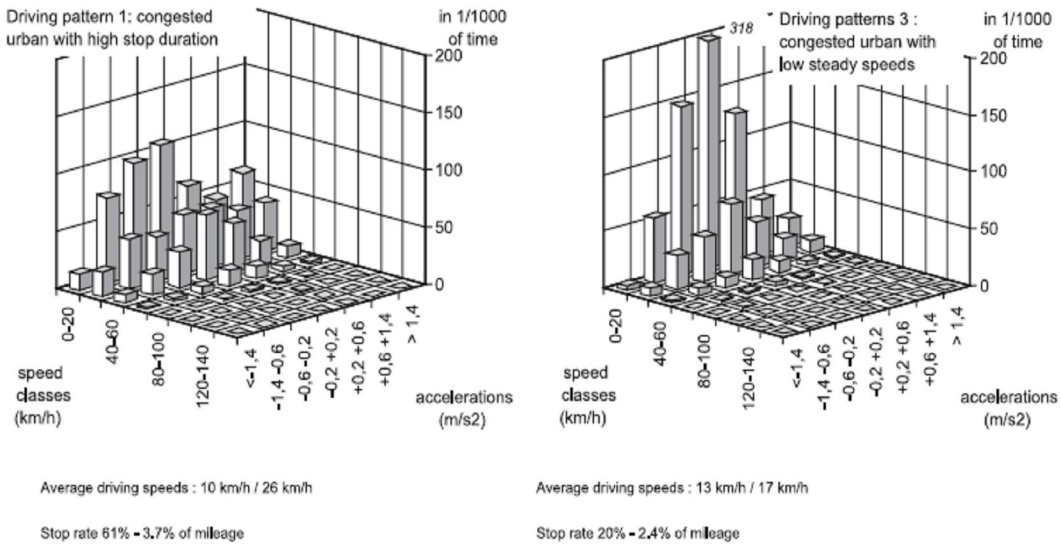 Driving pattern 1: congested
urban with high stop duration
in 1/1000
of time
200
150
100
50
0
0-20
40-60
80-100
120-140
<-1,4
-1,4 -0,6
-0,6 -0,2
-0,2 +0,2
+0,2 +0,6
+0,6 +1,4
> 1,4
speed
classes
(km/h)
accelerations
(m/s2)
Average driving speeds : 10 km/h / 26 km/h
Stop rate 61% - 3.7% of mileage
318
Driving patterns 3 :
congested urban with
low steady speeds
in 1/1000
of time
200
150
100
50
0
0-20
40-60
80-100
120-140
<-1,4
-1,4 -0,6
-0,6 -0,2
-0,2 +0,2
+0,2 +0,6
+0,6 +1,4
> 1,4
speed
classes
(km/h)
accelerations
(m/s2)
Average driving speeds : 13 km/h / 17 km/h
Stop rate 20% - 2.4% of mileage